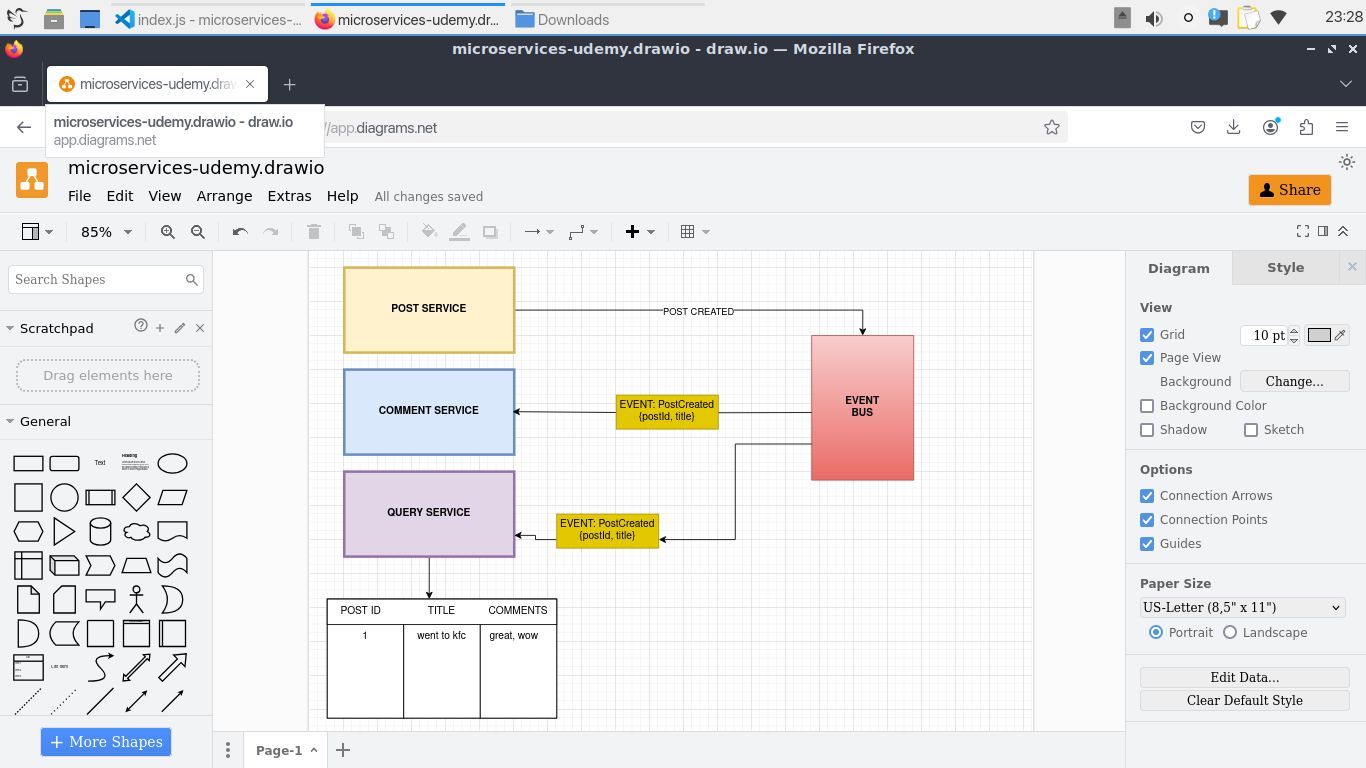 index.js - microservices-...
microservices-udemy.dr...
Downloads
23:28
microservices-udemy.drawio - draw.io — Mozilla Firefox
microservices-udemy.draw
microservices-udemy.drawio - draw.io
app.diagrams.net
/app.diagrams.net
microservices-udemy.drawio
File Edit View Arrange Extras Help All changes saved
Share
85%
Search Shapes
Scratchpad
Drag elements here
General
Text
Heading
List Item
More Shapes
POST SERVICE
POST CREATED
COMMENT SERVICE
EVENT: PostCreated
{postId, title}
EVENT
BUS
QUERY SERVICE
EVENT: PostCreated
{postId, title}
POST ID TITLE COMMENTS
1 went to kfc great, wow
Page-1
Diagram Style
View
Grid 10 pt
Page View
Background Change...
Background Color
Shadow Sketch
Options
Connection Arrows
Connection Points
Guides
Paper Size
US-Letter (8,5" x 11")
Portrait Landscape
Edit Data...
Clear Default Style